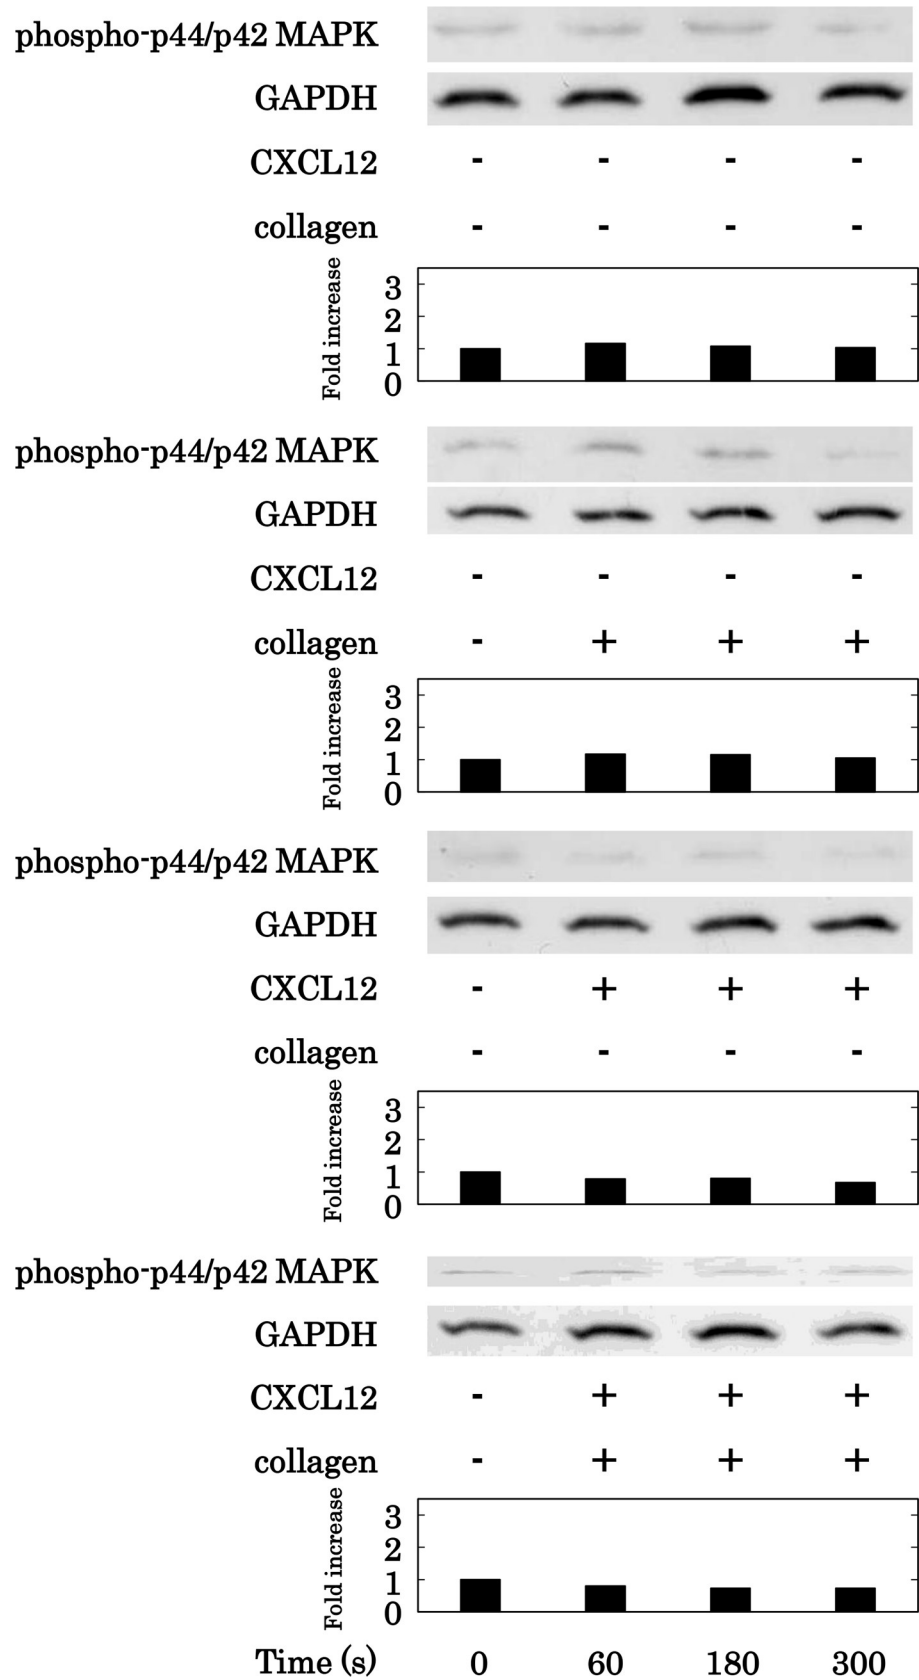 phospho-p44/p42 MAPK
GAPDH
CXCL12 - - - -
collagen - - - -
Fold increase
3
2
1
0
phospho-p44/p42 MAPK
GAPDH
CXCL12 - - - -
collagen - + + +
Fold increase
3
2
1
0
phospho-p44/p42 MAPK
GAPDH
CXCL12 - + + +
collagen - - - -
Fold increase
3
2
1
0
phospho-p44/p42 MAPK
GAPDH
CXCL12 - + + +
collagen - + + +
Fold increase
3
2
1
0
Time (s) 0 60 180 300